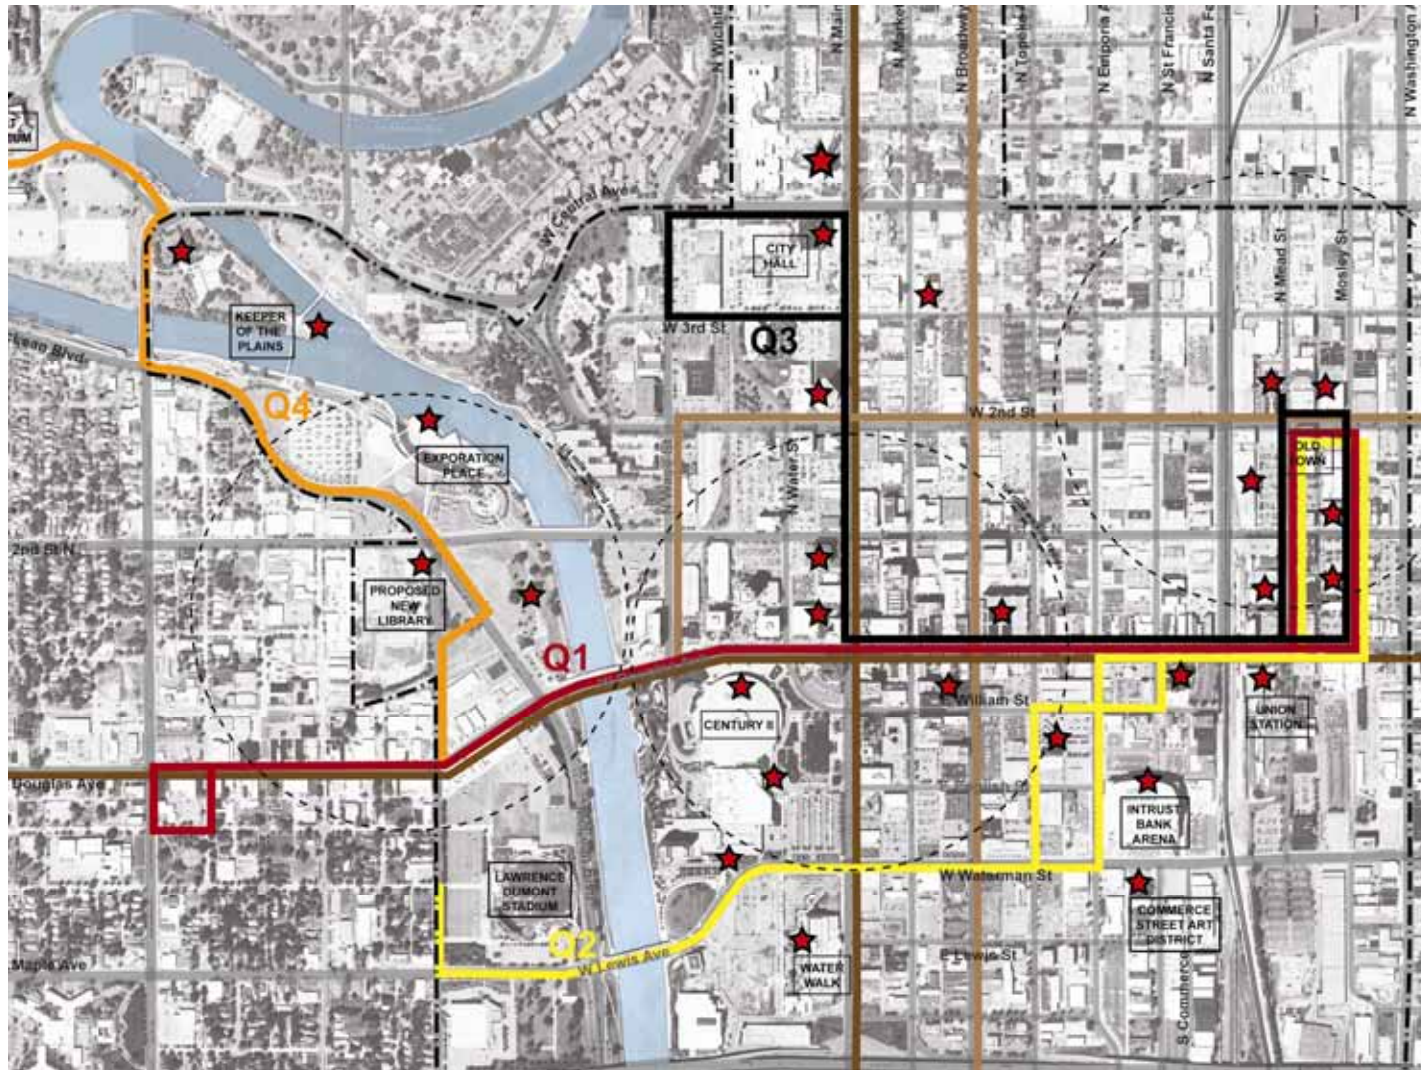 N Wichita
N Main
N Market
N Broadway
N Topeka
N Emporia A
N St Francis
N Santa Fe
N Washington A
UM
W Central Ave
N Mead St
Mosley St
CITY
HALL
KEEPER
OF THE
PLAINS
W 3rd St
Q3
Lean Blvd
Q4
W 2nd St
EXPORATION
PLACE
N Water St
OLD
TOWN
2nd St N
PROPOSED
NEW
LIBRARY
Q1
William St
CENTURY II
UNION
STATION
Douglas Ave
INTRUST
BANK
ARENA
LAWRENCE
DUMONT
STADIUM
W Waterman St
COMMERCE
STREET ART
DISTRICT
Q2
W Lewis Ave
E Lewis St
Maple Ave
WATER
WALK
S Commerce